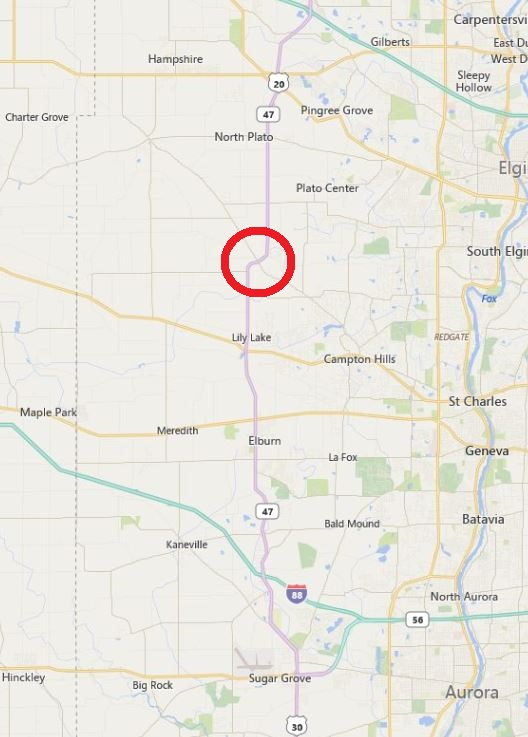 Carpentersvi
Gilberts
East Du
West D
Hampshire
Sleepy
Hollow
20
47
Pingree Grove
Charter Grove
North Plato
Elgi
Plato Center
South Elgi
Fox
Lily Lake
REDGATE
Campton Hills
St Charles
Maple Park
Meredith
Elburn
Geneva
La Fox
47
Batavia
Bald Mound
Kaneville
88
North Aurora
56
Hinckley
Big Rock
Sugar Grove
Aurora
30